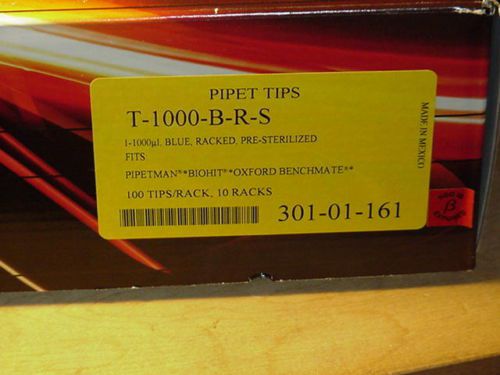 PIPET TIPS
T-1000-B-R-S
1-1000µl. BLUE, RACKED, PRE-STERILIZED
FITS
PIPETMAN**BIOHIT**OXFORD BENCHMATE**
100 TIPS/RACK, 10 RACKS
301-01-161
MADE IN MEXICO
β